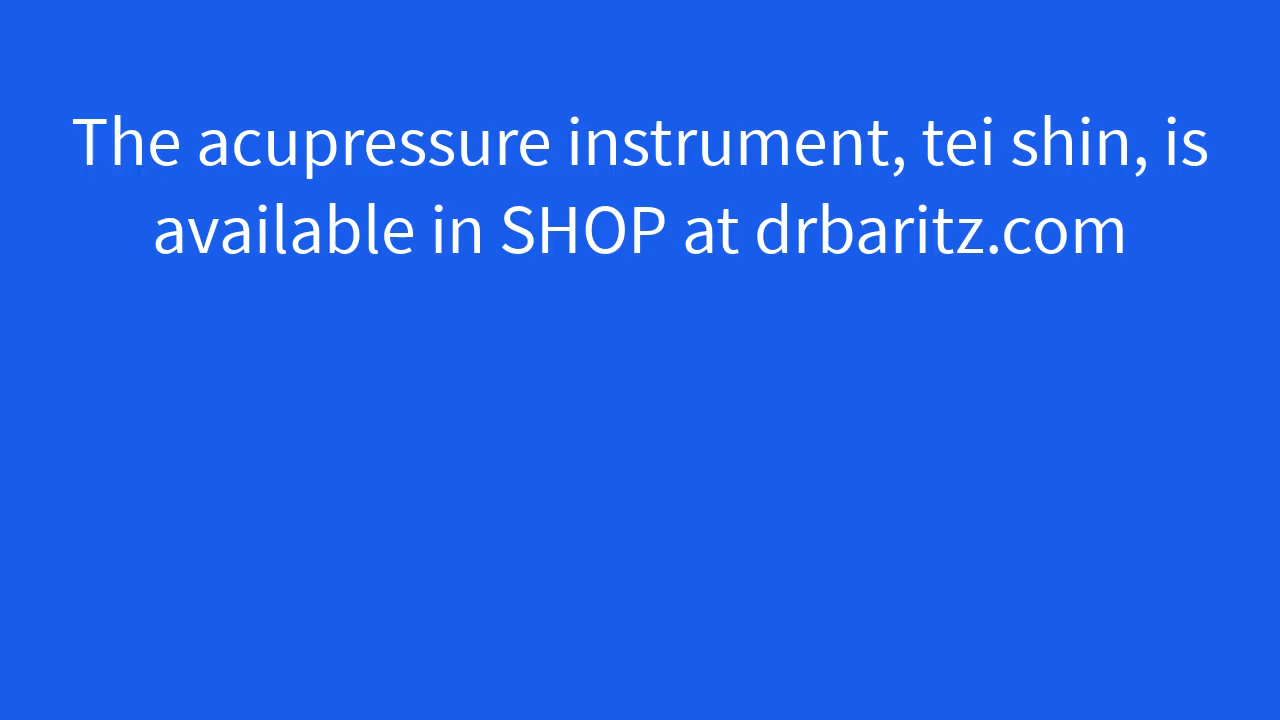 The acupressure instrument, tei shin, is
available in SHOP at drbaritz.com